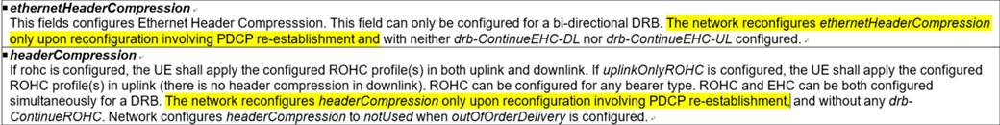 ethernetHeaderCompression
This fields configures Ethernet Header Compresssion. This field can only be configured for a bi-directional DRB. The network reconfigures ethernetHeaderCompression
only upon reconfiguration involving PDCP re-establishment and with neither drb-ContinueEHC-DL nor drb-ContinueEHC-UL configured.
headerCompression
If rohc is configured, the UE shall apply the configured ROHC profile(s) in both uplink and downlink. If uplinkOnlyROHC is configured, the UE shall apply the configured
ROHC profile(s) in uplink (there is no header compression in downlink). ROHC can be configured for any bearer type. ROHC and EHC can be both configured
simultaneously for a DRB. The network reconfigures headerCompression only upon reconfiguration involving PDCP re-establishment, and without any drb-
ContinueROHC. Network configures headerCompression to notUsed when outOfOrderDelivery is configured.